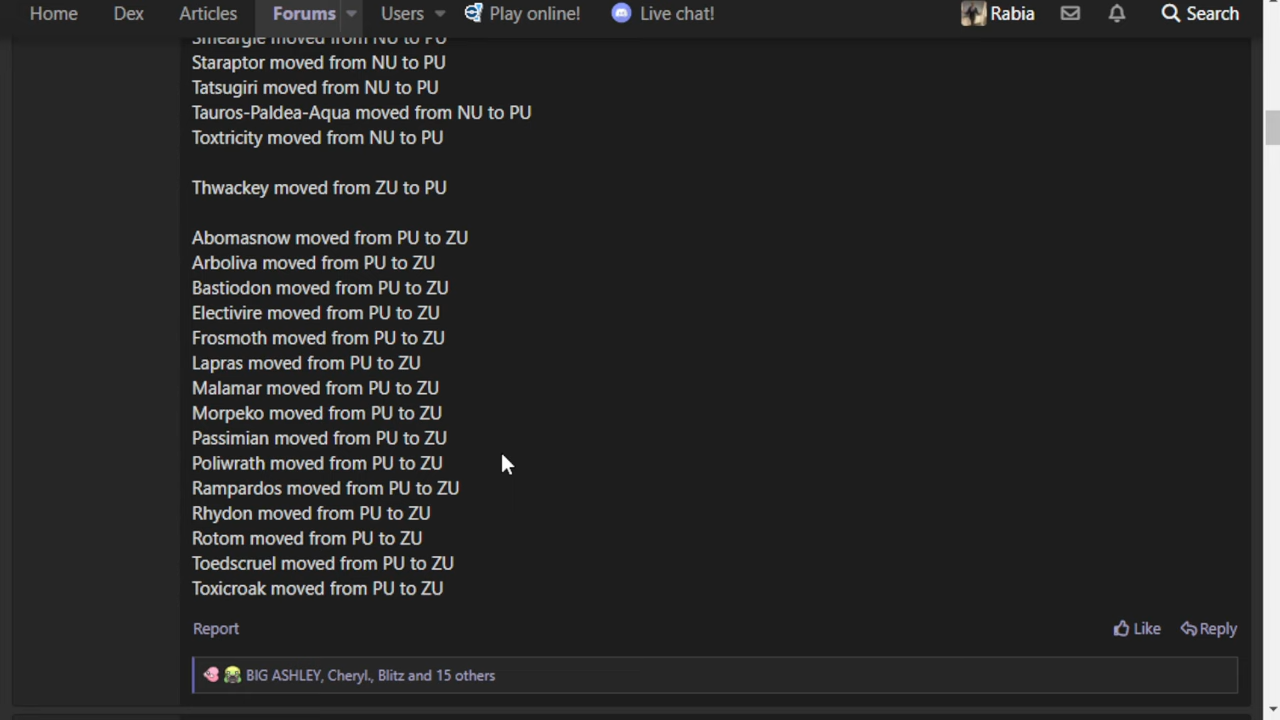 Home Dex Articles Forums Users Play online! Live chat! Rabia Search
Smeargle moved from NU to PU
Staraptor moved from NU to PU
Tatsugiri moved from NU to PU
Tauros-Paldea-Aqua moved from NU to PU
Toxtricity moved from NU to PU
Thwackey moved from ZU to PU
Abomasnow moved from PU to ZU
Arboliva moved from PU to ZU
Bastiodon moved from PU to ZU
Electivire moved from PU to ZU
Frosmoth moved from PU to ZU
Lapras moved from PU to ZU
Malamar moved from PU to ZU
Morpeko moved from PU to ZU
Passimian moved from PU to ZU
Poliwrath moved from PU to ZU
Rampardos moved from PU to ZU
Rhydon moved from PU to ZU
Rotom moved from PU to ZU
Toedscruel moved from PU to ZU
Toxicroak moved from PU to ZU
Report Like Reply
BIG ASHLEY, Cheryl., Blitz and 15 others